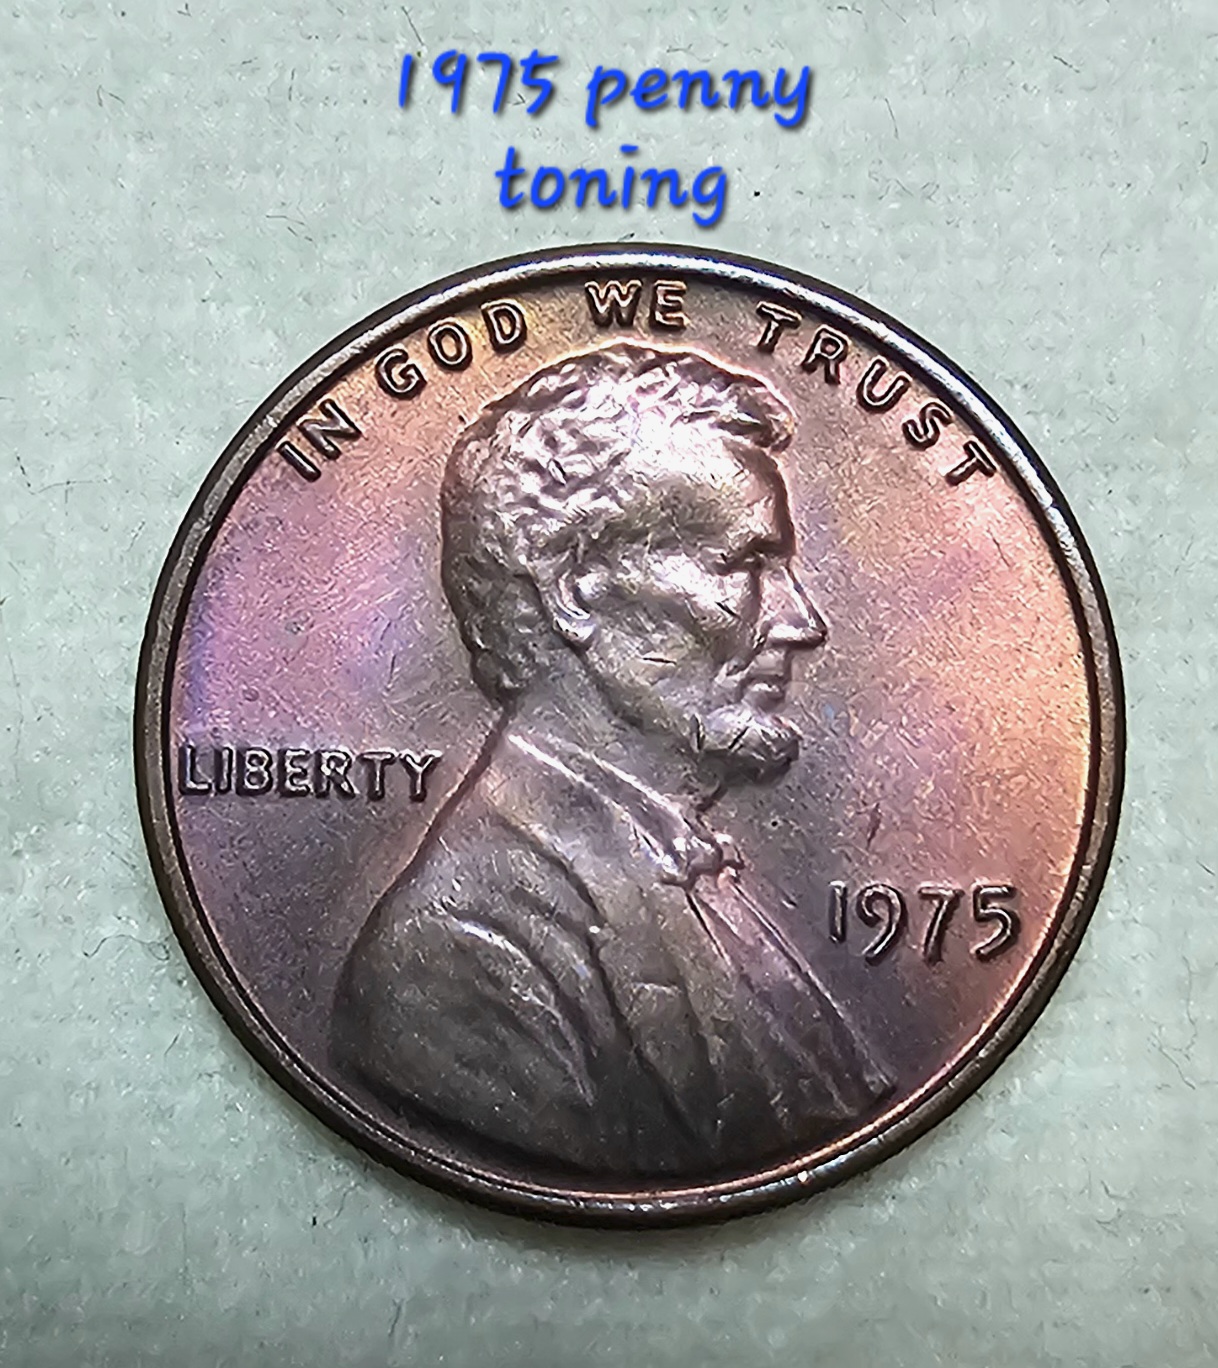 1975 penny
toning
IN GOD WE TRUST
LIBERTY
1975